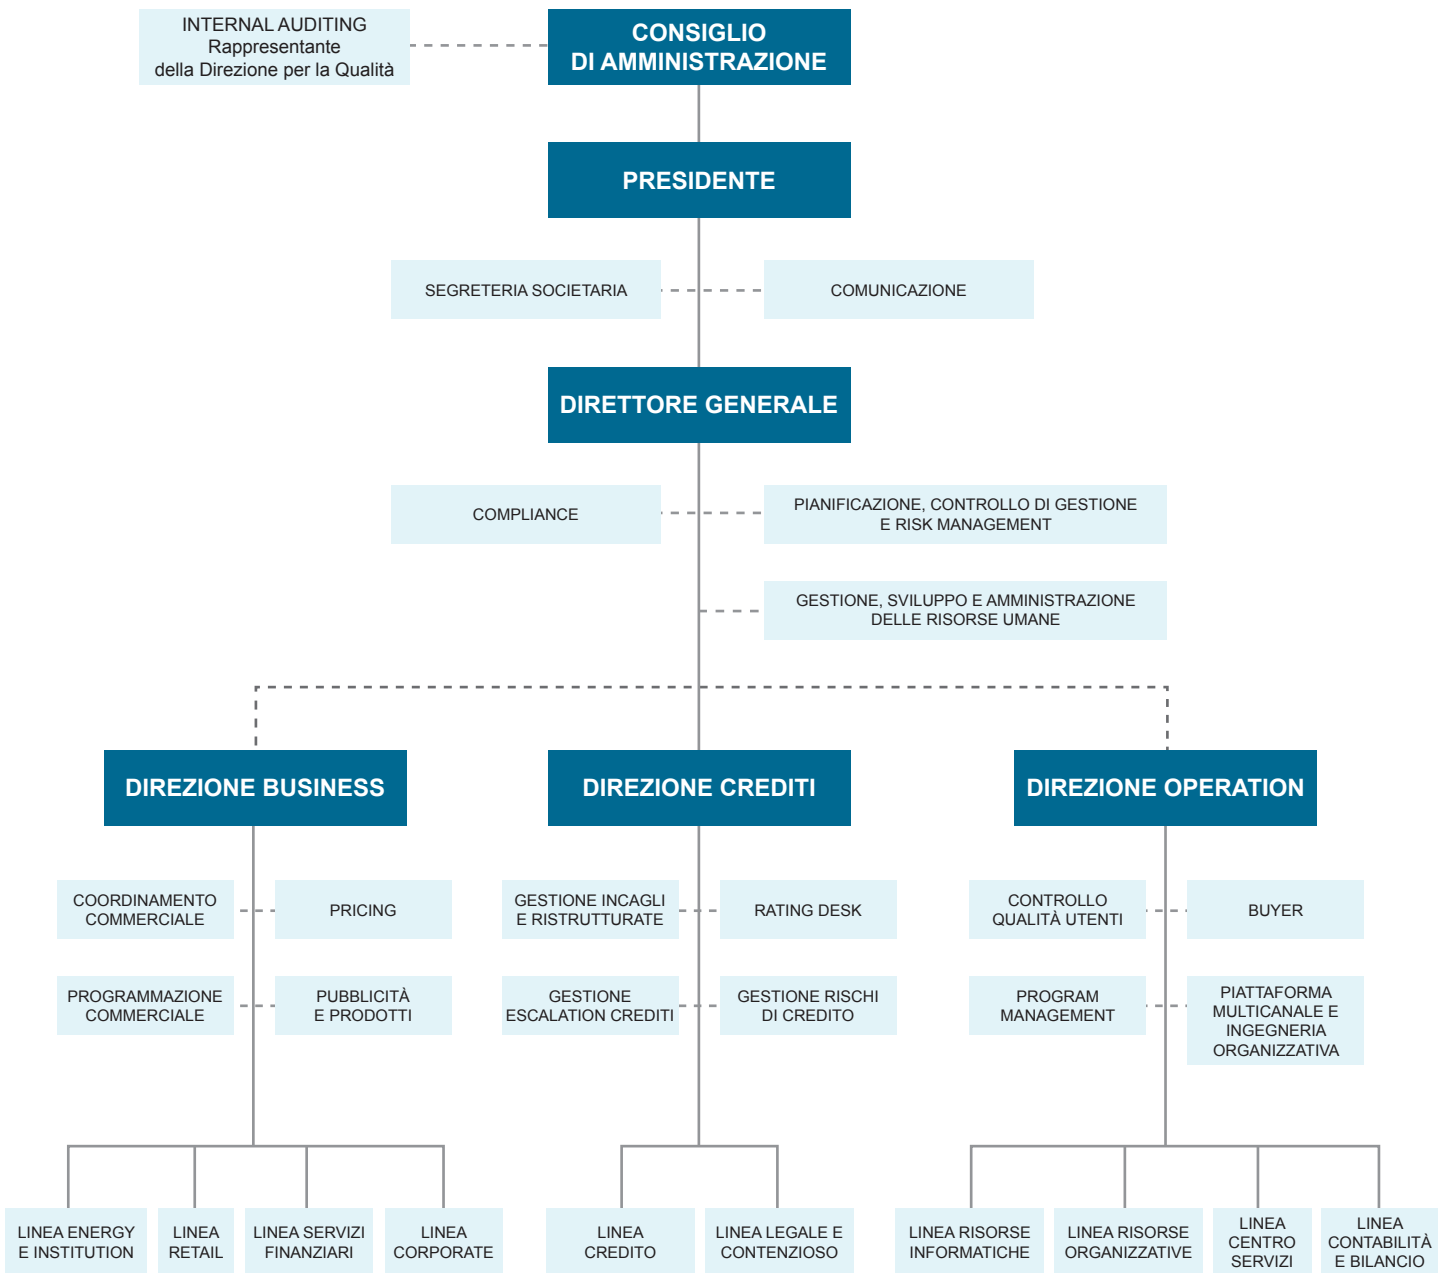 INTERNAL AUDITING
Rappresentante
della Direzione per la Qualità
CONSIGLIO
DI AMMINISTRAZIONE
PRESIDENTE
SEGRETERIA SOCIETARIA
COMUNICAZIONE
DIRETTORE GENERALE
COMPLIANCE
PIANIFICAZIONE, CONTROLLO DI GESTIONE
E RISK MANAGEMENT
GESTIONE, SVILUPPO E AMMINISTRAZIONE
DELLE RISORSE UMANE
DIREZIONE BUSINESS
DIREZIONE CREDITI
DIREZIONE OPERATION
COORDINAMENTO
COMMERCIALE
PRICING
GESTIONE INCAGLI
E RISTRUTTURATE
RATING DESK
CONTROLLO
QUALITÀ UTENTI
BUYER
PROGRAMMAZIONE
COMMERCIALE
PUBBLICITÀ
E PRODOTTI
GESTIONE
ESCALATION CREDITI
GESTIONE RISCHI
DI CREDITO
PROGRAM
MANAGEMENT
PIATTAFORMA
MULTICANALE E
INGEGNERIA
ORGANIZZATIVA
LINEA ENERGY
E INSTITUTION
LINEA
RETAIL
LINEA SERVIZI
FINANZIARI
LINEA
CORPORATE
LINEA
CREDITO
LINEA LEGALE E
CONTENZIOSO
LINEA RISORSE
INFORMATICHE
LINEA RISORSE
ORGANIZZATIVE
LINEA
CENTRO
SERVIZI
LINEA
CONTABILITÀ
E BILANCIO